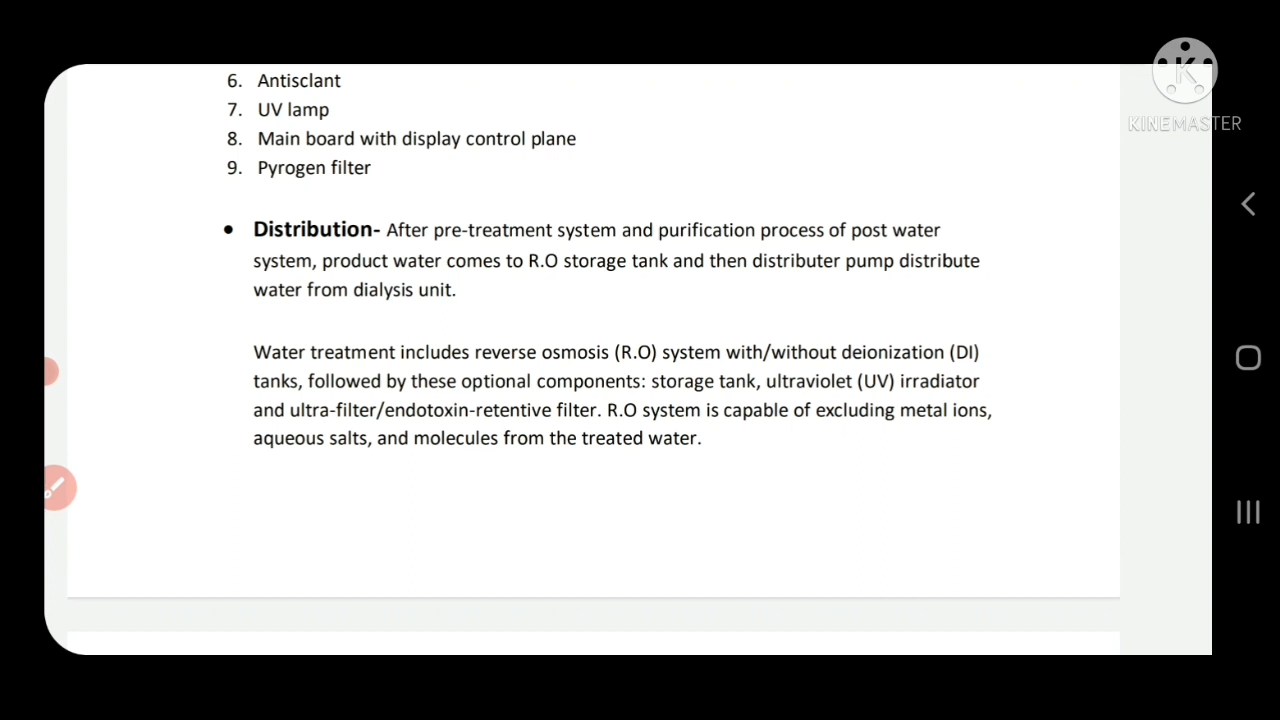 6. Antisclant
7. UV lamp
8. Main board with display control plane
9. Pyrogen filter
• Distribution- After pre-treatment system and purification process of post water
system, product water comes to R.O storage tank and then distributer pump distribute
water from dialysis unit.
Water treatment includes reverse osmosis (R.O) system with/without deionization (DI)
tanks, followed by these optional components: storage tank, ultraviolet (UV) irradiator
and ultra-filter/endotoxin-retentive filter. R.O system is capable of excluding metal ions,
aqueous salts, and molecules from the treated water.
K
KINEMASTER